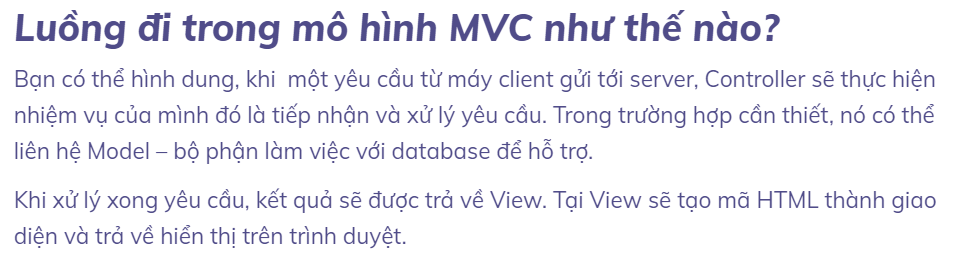 Luồng đi trong mô hình MVC như thế nào?
Bạn có thể hình dung, khi  một yêu cầu từ máy client gửi tới server, Controller sẽ thực hiện
nhiệm vụ của mình đó là tiếp nhận và xử lý yêu cầu. Trong trường hợp cần thiết, nó có thể
liên hệ Model – bộ phận làm việc với database để hỗ trợ.
Khi xử lý xong yêu cầu, kết quả sẽ được trả về View. Tại View sẽ tạo mã HTML thành giao
diện và trả về hiển thị trên trình duyệt.